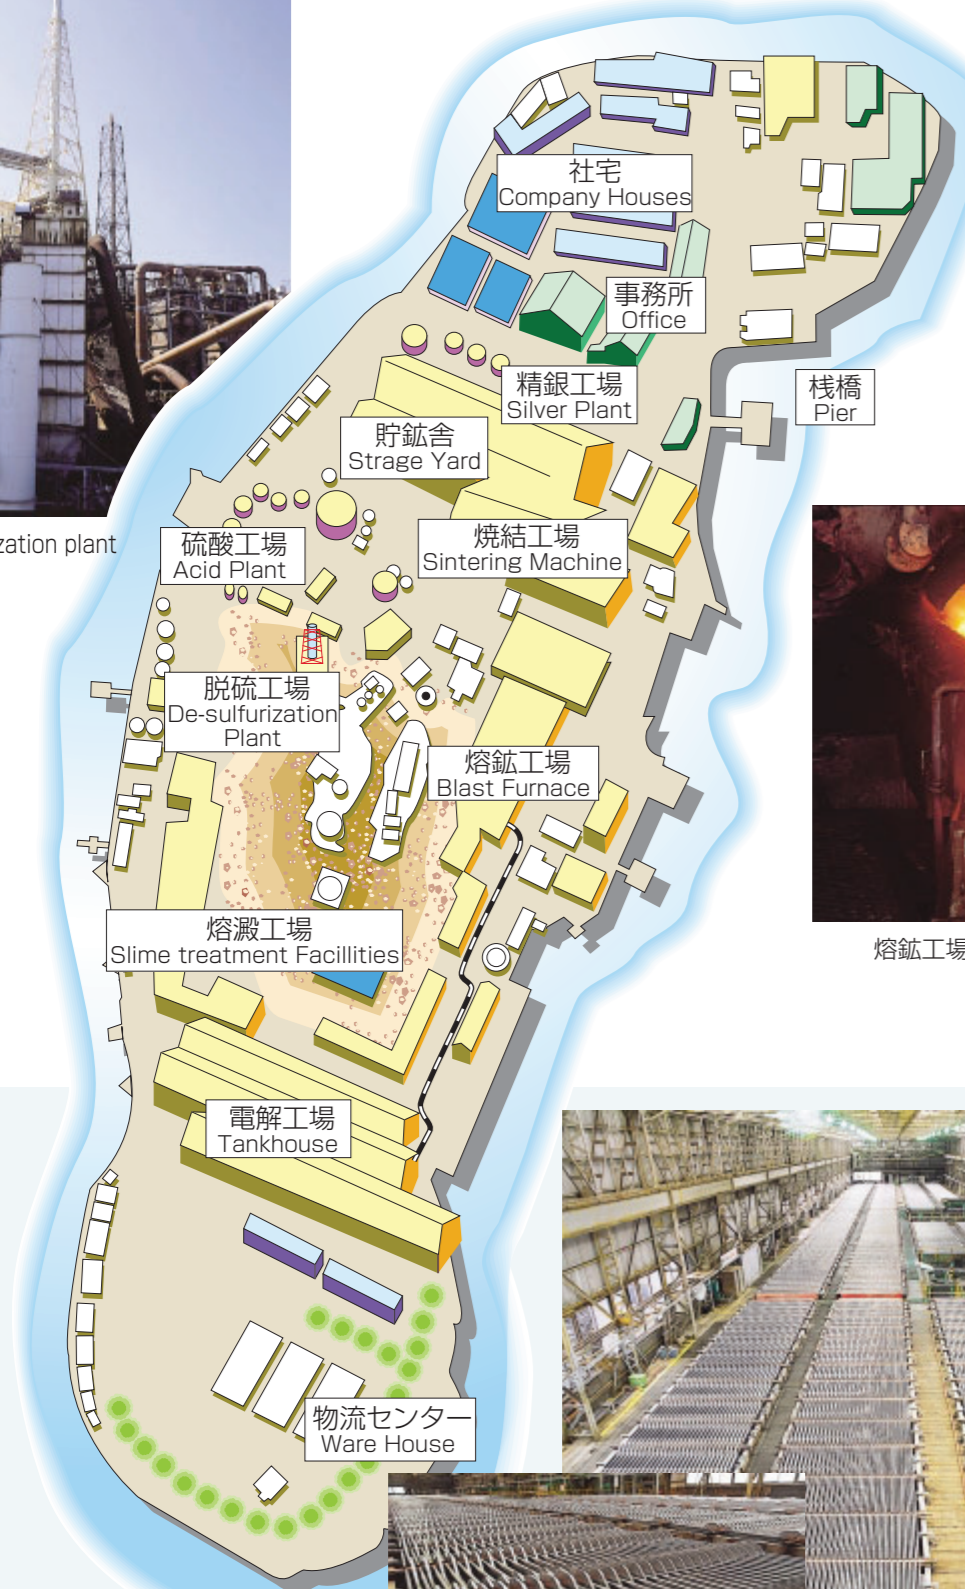 社宅
Company Houses
事務所
Office
精銀工場
Silver Plant
桟橋
Pier
貯鉱舎
Strage Yard
焼結工場
Sintering Machine
zation plant
硫酸工場
Acid Plant
脱硫工場
De-sulfurization
Plant
熔鉱工場
Blast Furnace
熔澱工場
Slime treatment Facillities
熔鉱工場
電解工場
Tankhouse
物流センター
Ware House